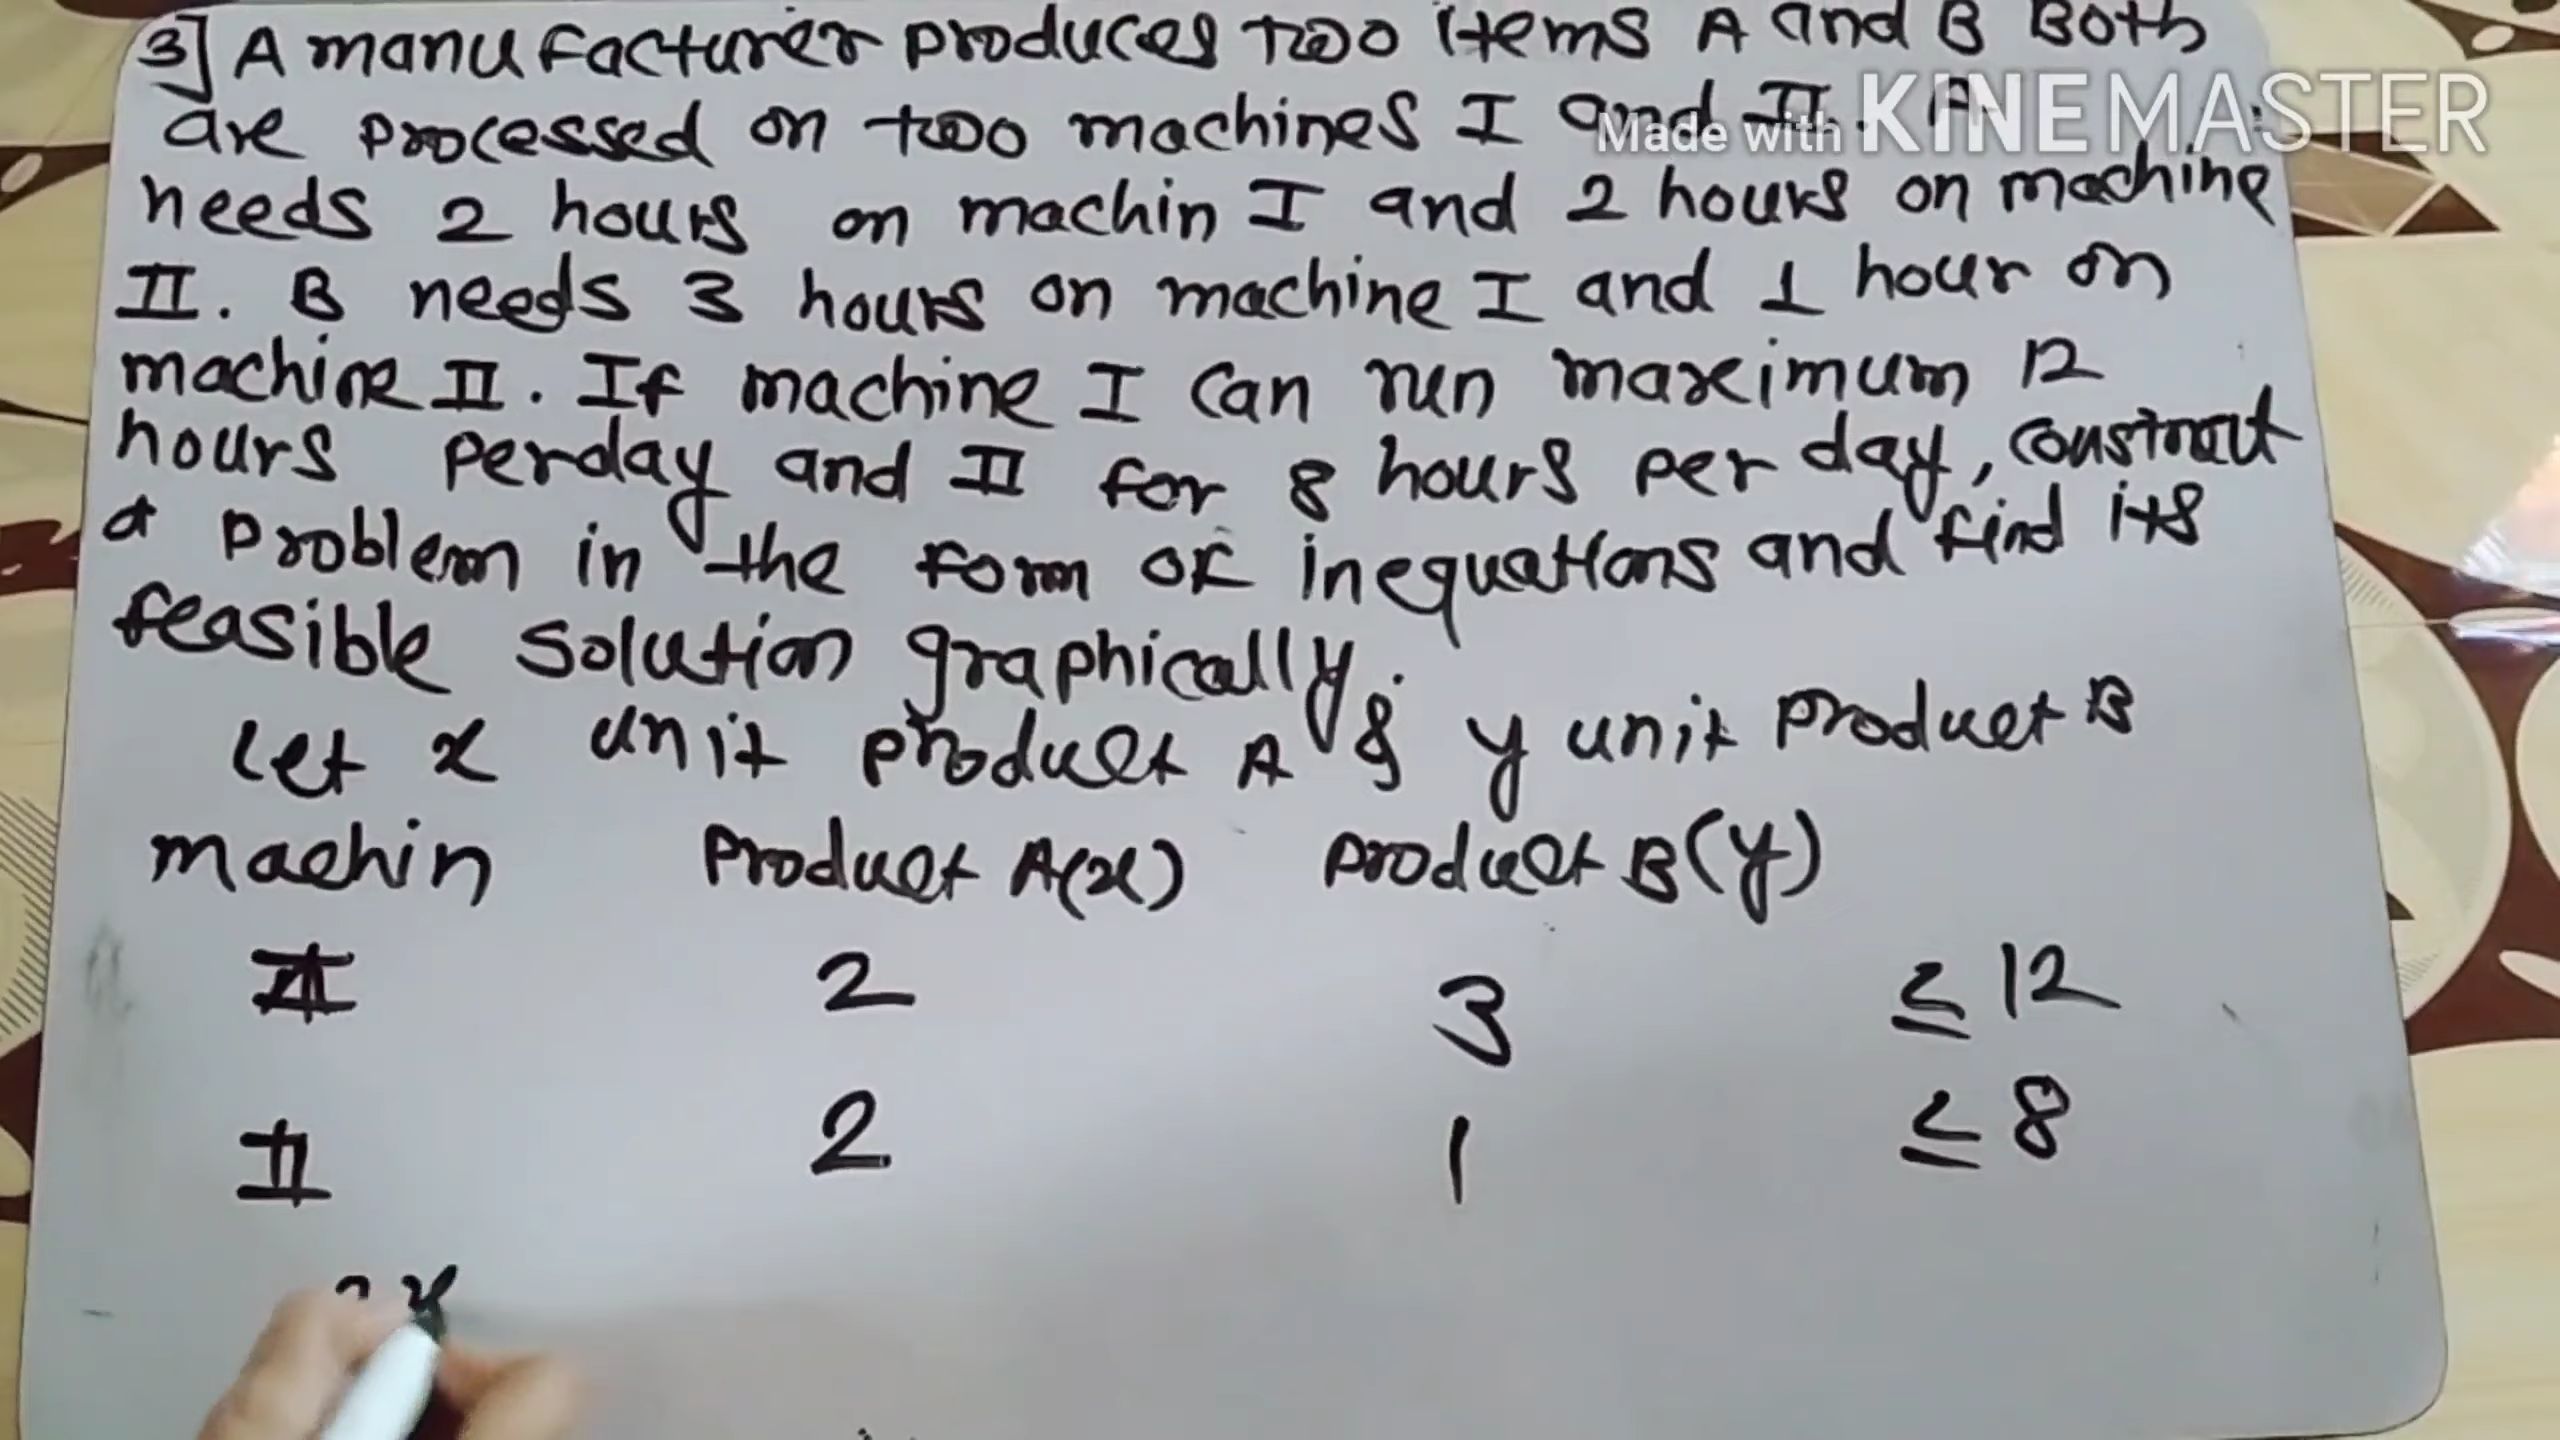 3] A manufacturer produces two items A and B Both
are processed on two machines I and II. A
Made with KINEMASTER
needs 2 hours on machin I and 2 hours on machine
II. B needs 3 hours on machine I and 1 hour on
machine II. If machine I can run maximum 12
hours perday and II for 8 hours per day, construct
a problem in the form of inequations and find its
feasible solution graphically.
Let x unit product A & y unit product B
machin Product A(x) product B(y)
2 3 ≤ 12
II 2 1 ≤ 8
x